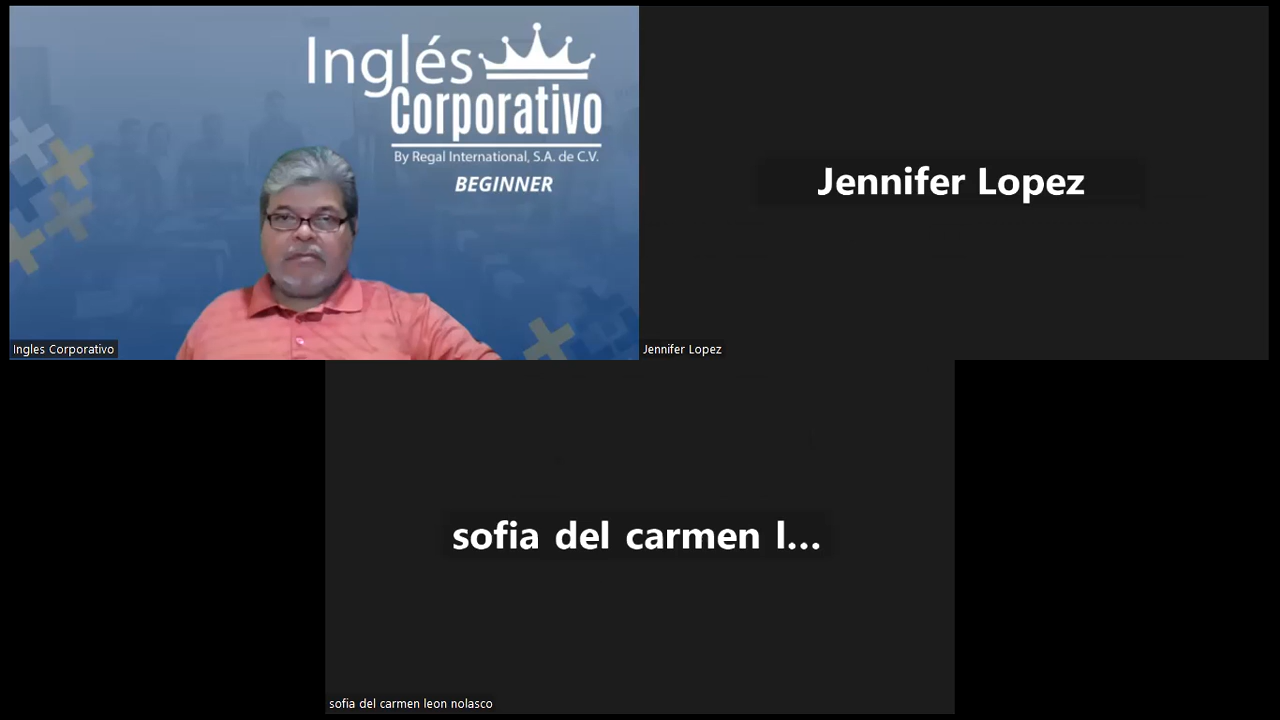 Inglés
Corporativo
By Regal International, S.A. de C.V.
BEGINNER
Ingles Corporativo
Jennifer Lopez
Jennifer Lopez
sofia del carmen l...
sofia del carmen leon nolasco